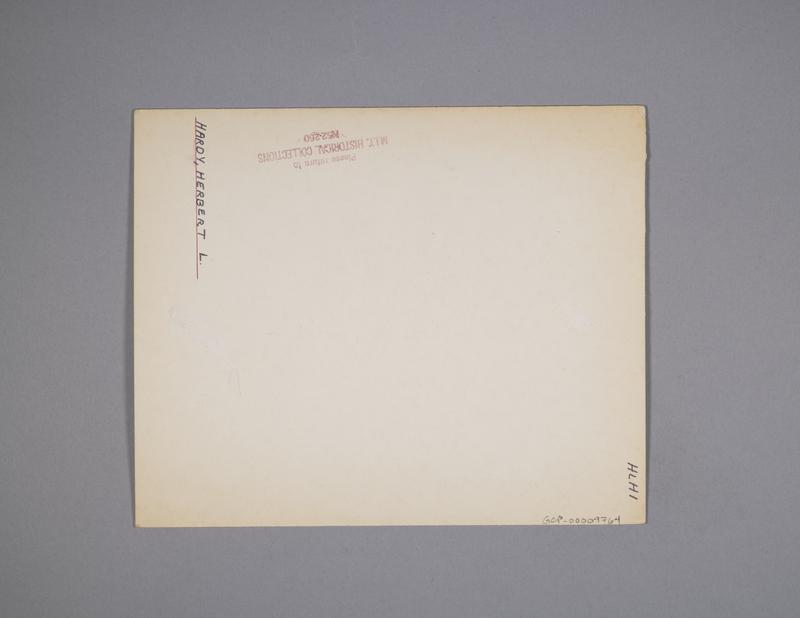 HARDY, HERBERT L.
Please return to
M.I.T. HISTORICAL COLLECTIONS
N52-260
HLH1
GCP-00009764